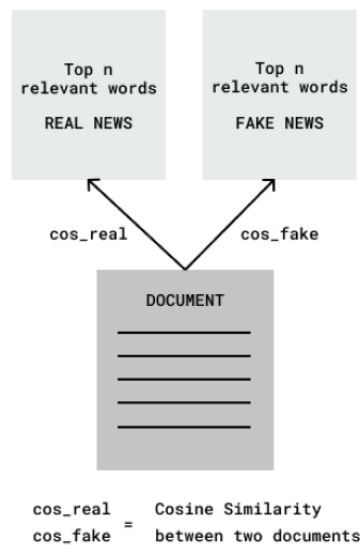 Top n
relevant words
REAL NEWS
Top n
relevant words
FAKE NEWS
cos_real
cos_fake
DOCUMENT
cos_real
cos_fake
=
Cosine Similarity
between two documents